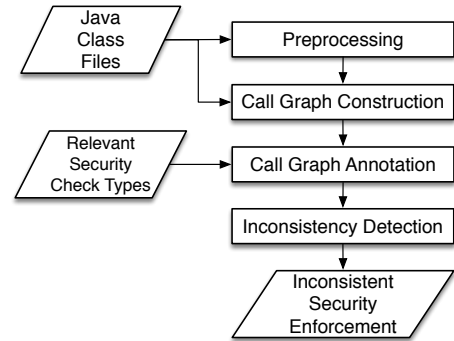 Java
Class
Files
Preprocessing
Call Graph Construction
Relevant
Security
Check Types
Call Graph Annotation
Inconsistency Detection
Inconsistent
Security
Enforcement